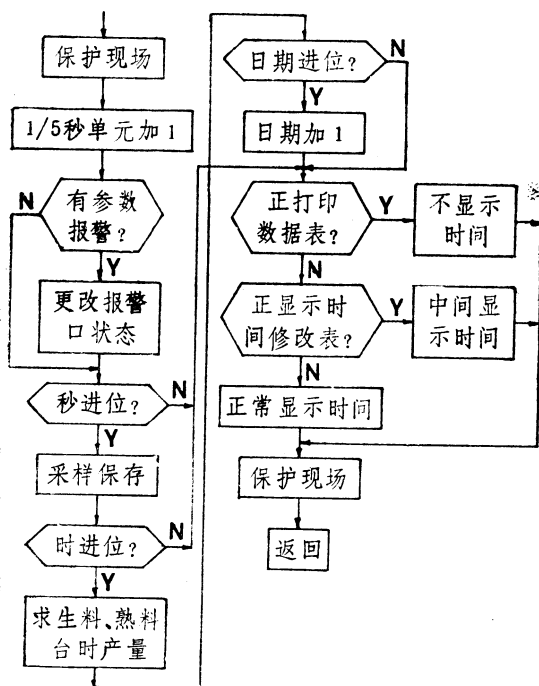 保护现场
1/5秒单元加1
N
有参数
报警?
Y
更改报警
口状态
秒进位?
N
Y
采样保存
时进位?
N
Y
求生料、熟料
台时产量
日期进位?
N
Y
日期加1
正打印
数据表?
Y
不显示
时间
N
正显示时
间修改表?
Y
中间显
示时间
N
正常显示时间
保护现场
返回